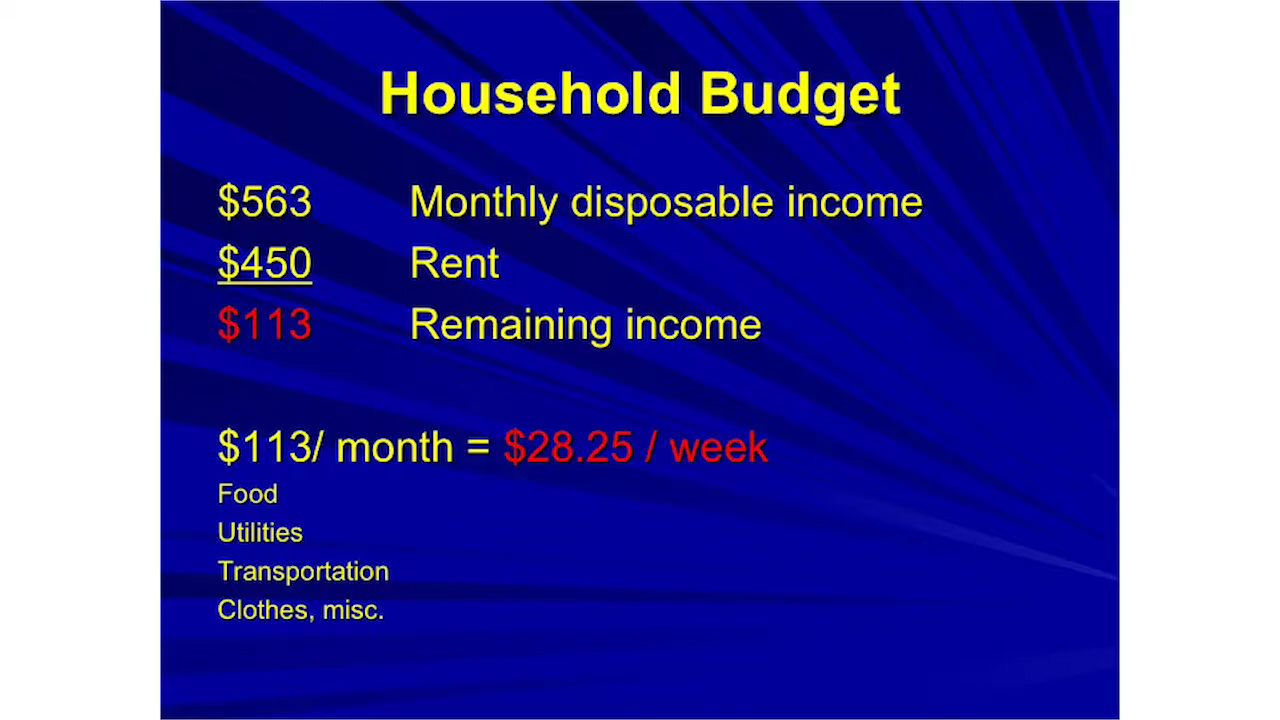 Household Budget
$563 Monthly disposable income
$450 Rent
$113 Remaining income
$113/ month = $28.25 / week
Food
Utilities
Transportation
Clothes, misc.